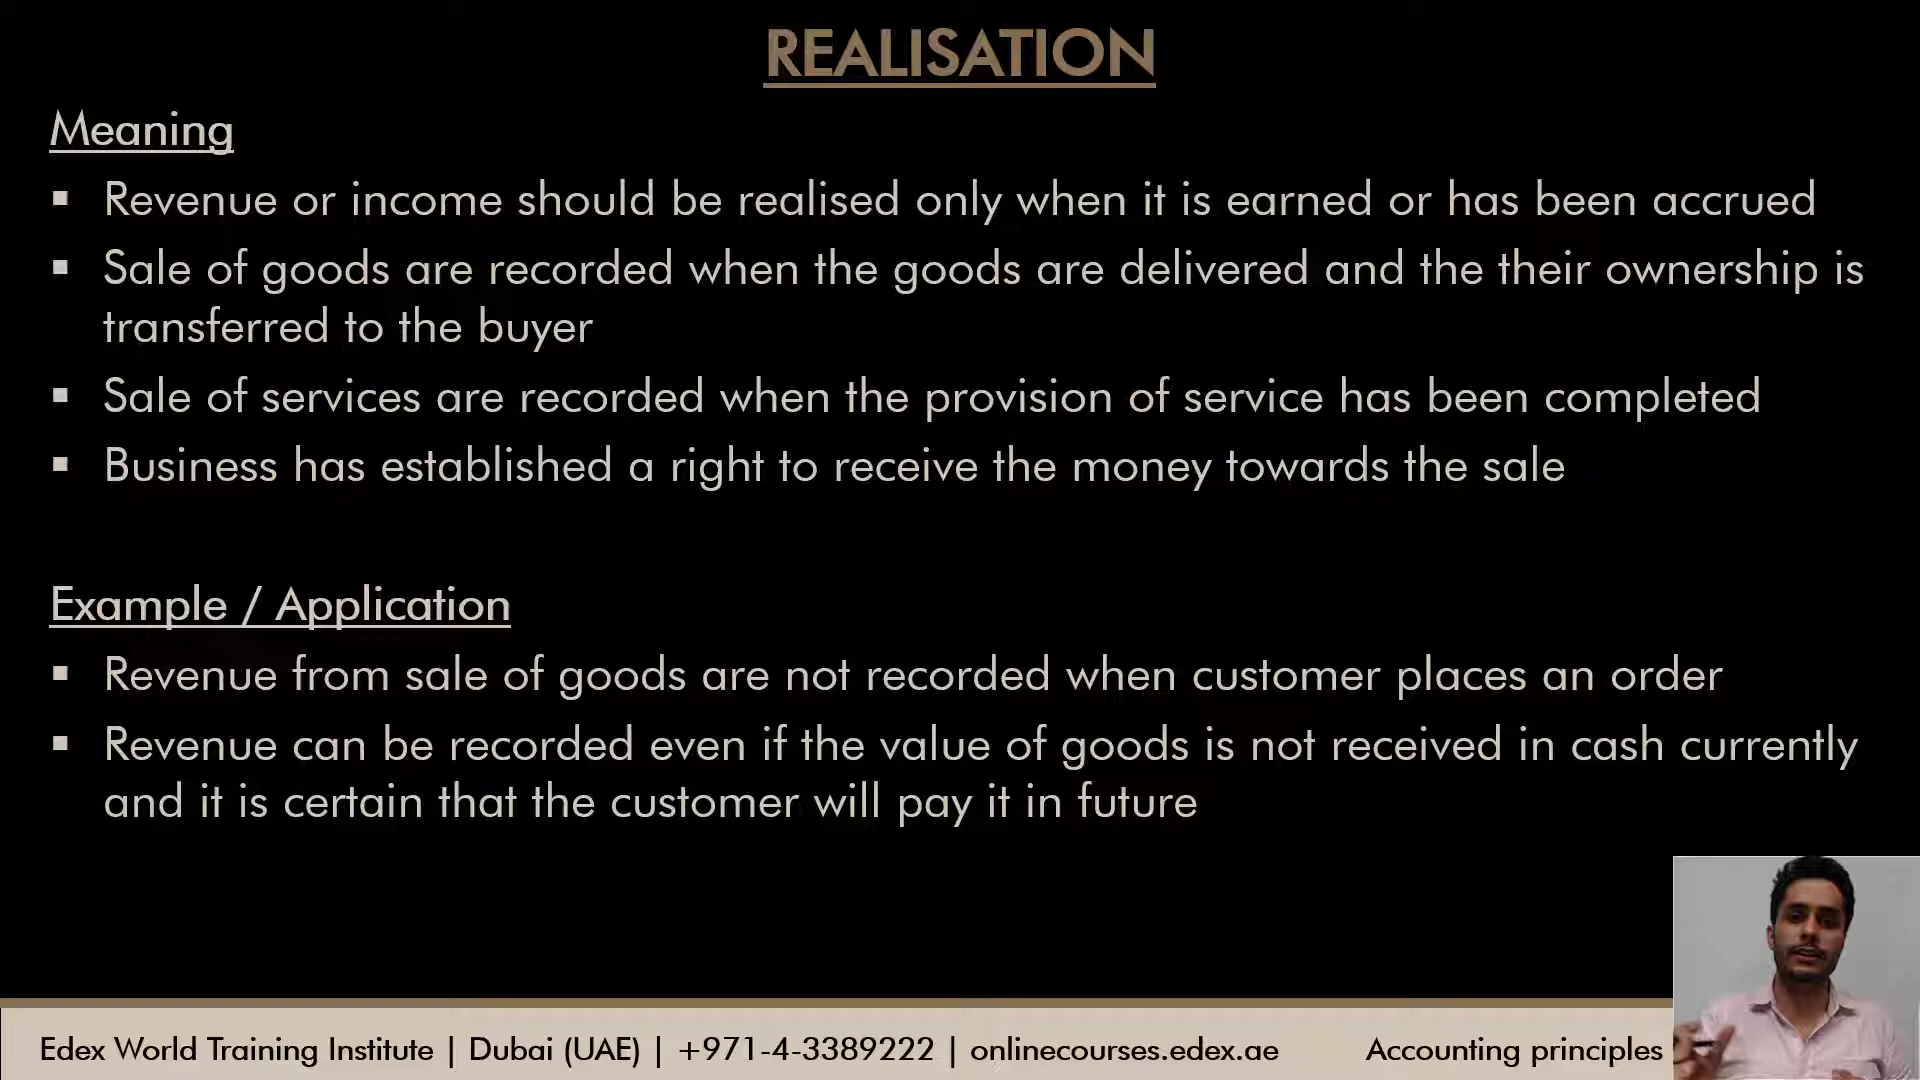 REALISATION
Meaning
▪ Revenue or income should be realised only when it is earned or has been accrued
▪ Sale of goods are recorded when the goods are delivered and the their ownership is
transferred to the buyer
▪ Sale of services are recorded when the provision of service has been completed
▪ Business has established a right to receive the money towards the sale
Example / Application
▪ Revenue from sale of goods are not recorded when customer places an order
▪ Revenue can be recorded even if the value of goods is not received in cash currently
and it is certain that the customer will pay it in future
Edex World Training Institute | Dubai (UAE) | +971-4-3389222 | onlinecourses.edex.ae Accounting principles